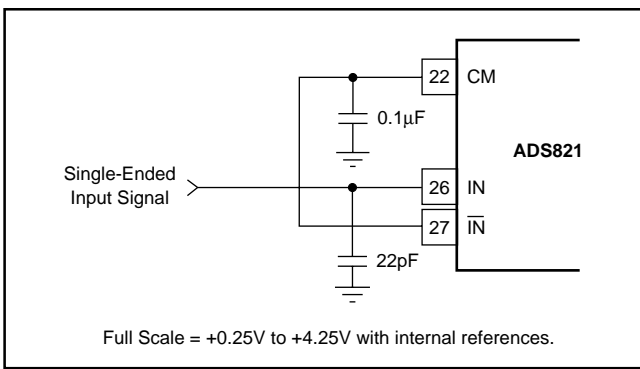 22 CM
0.1µF
ADS821
Single-Ended
Input Signal
26 IN
27 I̅N̅
22pF
Full Scale = +0.25V to +4.25V with internal references.